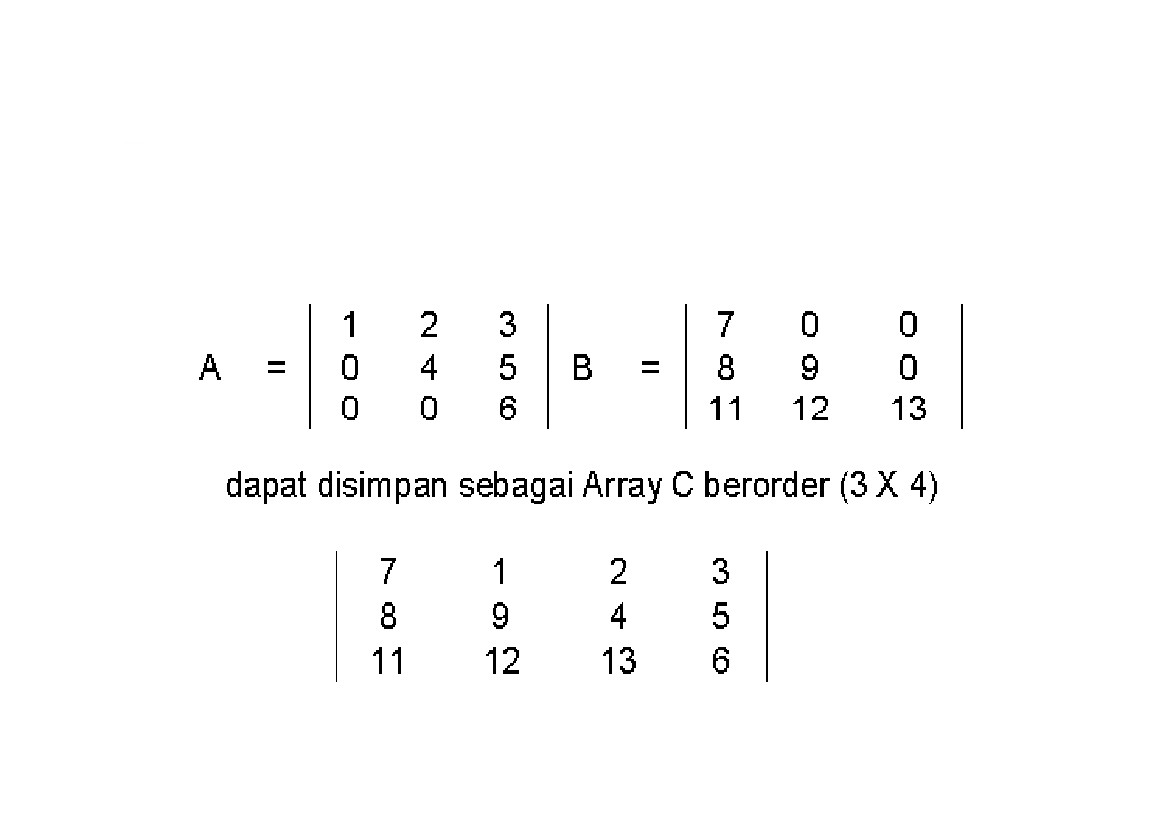 1 2 3 7 0 0
A = 0 4 5 B = 8 9 0
0 0 6 11 12 13
dapat disimpan sebagai Array C berorder (3 X 4)
7 1 2 3
8 9 4 5
11 12 13 6